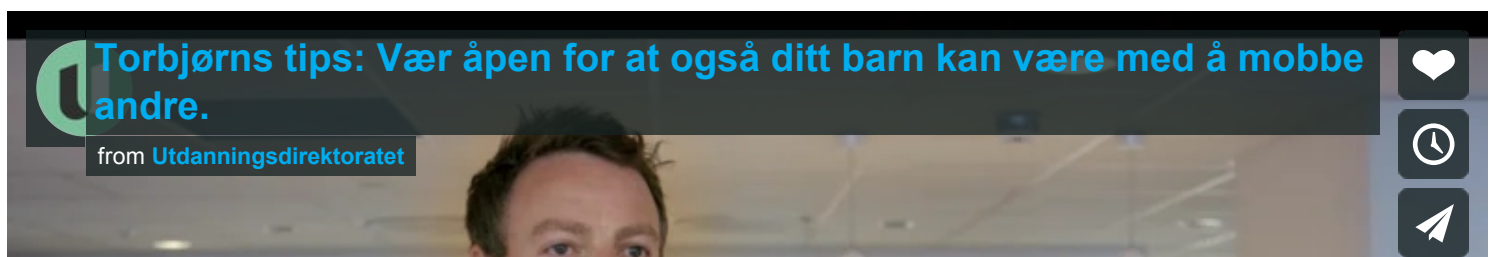 Torbjørns tips: Vær åpen for at også ditt barn kan være med å mobbe
andre.
from Utdanningsdirektoratet